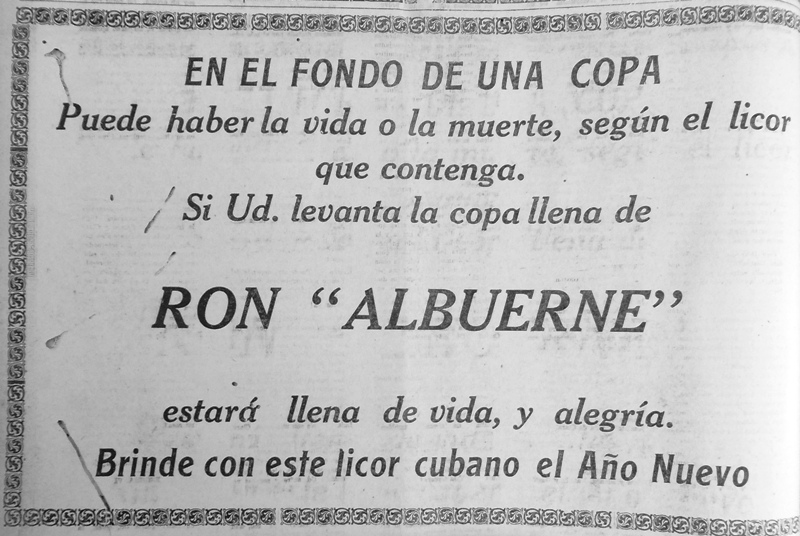 EN EL FONDO DE UNA COPA
Puede haber la vida o la muerte, según el licor
que contenga.
Si Ud. levanta la copa llena de
RON “ALBUERNE”
estará llena de vida, y alegría.
Brinde con este licor cubano el Año Nuevo